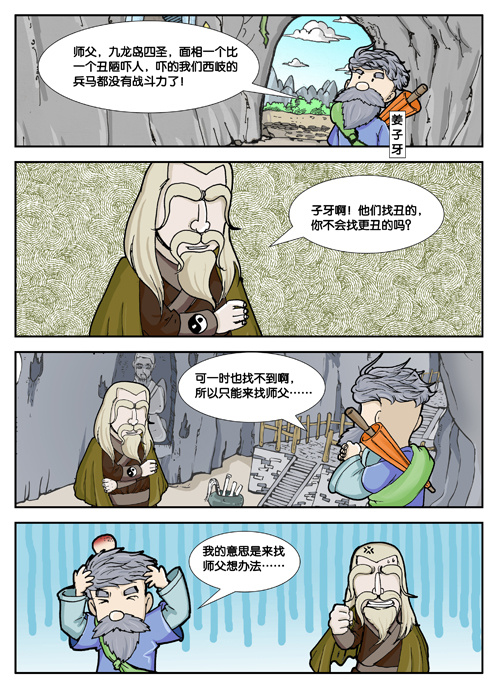 师父，九龙岛四圣，面相一个比
一个丑陋吓人，吓的我们西岐的
兵马都没有战斗力了！
姜子牙
子牙啊！他们找丑的，
你不会找更丑的吗？
可一时也找不到啊，
所以只能来找师父……
我的意思是来找
师父想办法……